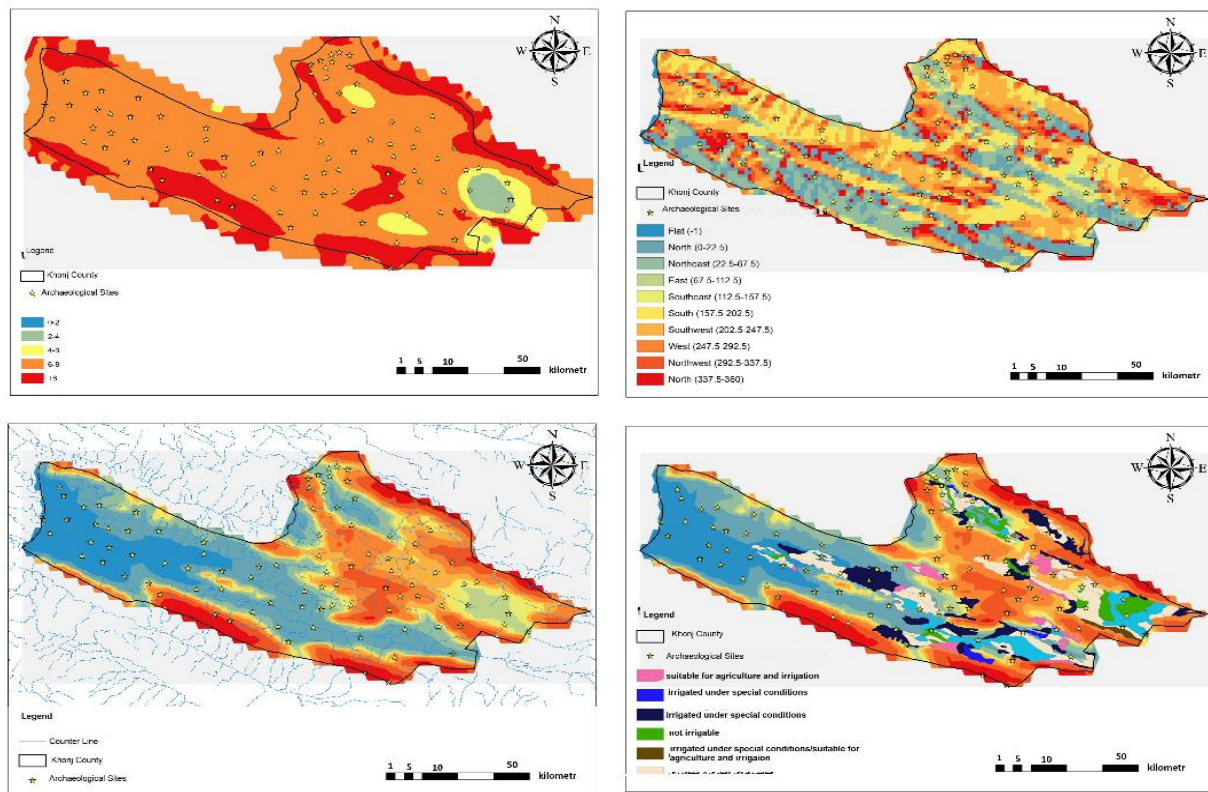 N
W E
S
Legend
Khonj County
Archaeological Sites
0-2
2-4
6-8
1 5 10 50
kilometr
N
W E
S
Legend
Khonj County
Archaeological Sites
Flat (-1)
North (0-22.5)
Northeast (22.5-67.5)
East (67.5-112.5)
Southeast (112.5-157.5)
South (157.5-202.5)
Southwest (202.5-247.5)
West (247.5-292.5)
Northwest (292.5-337.5)
North (337.5-360)
1 5 10 50
kilometr
N
W E
S
Legend
Counter Line
Khonj County
Archaeological Sites
1 5 10 50
kilometr
N
W E
S
Legend
Khonj County
Archaeological Sites
suitable for agriculture and irrigation
irrigated under special conditions
irrigated under special conditions
not irrigable
irrigated under special conditions/suitable for
agriculture and irrigaion
1 5 10 50
kilometr